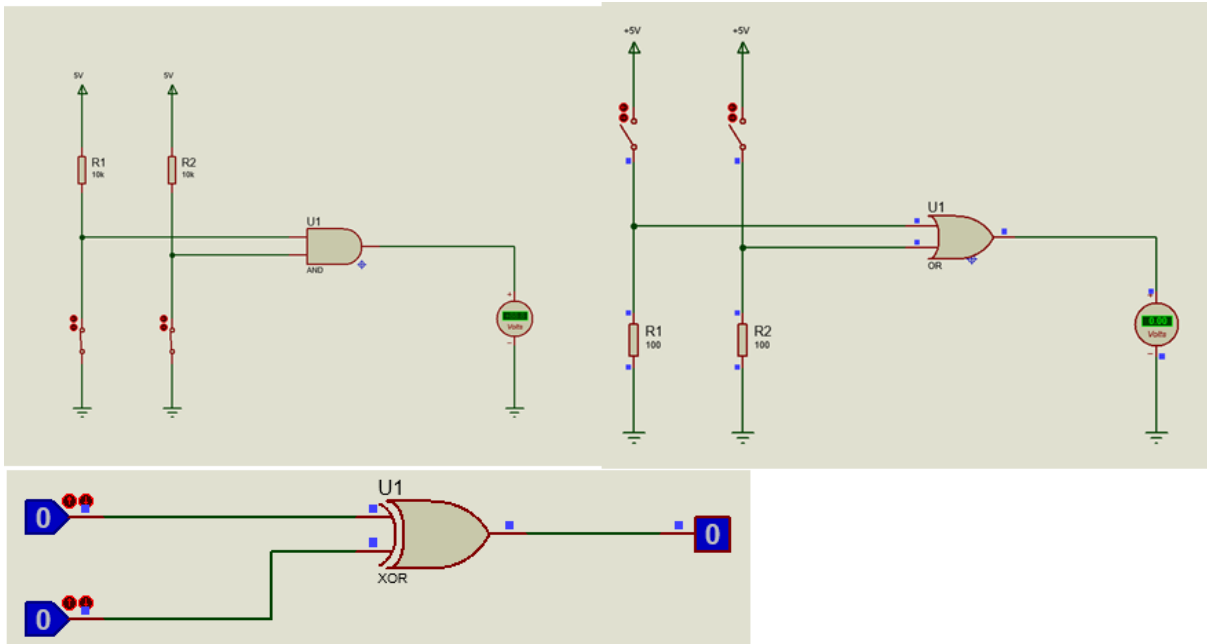 5V 5V
R1
10k
R2
10k
U1
AND
+
Volts
-
+5V +5V
U1
OR
R1
100
R2
100
+
0.00
Volts
-
0
U1
XOR
0
0